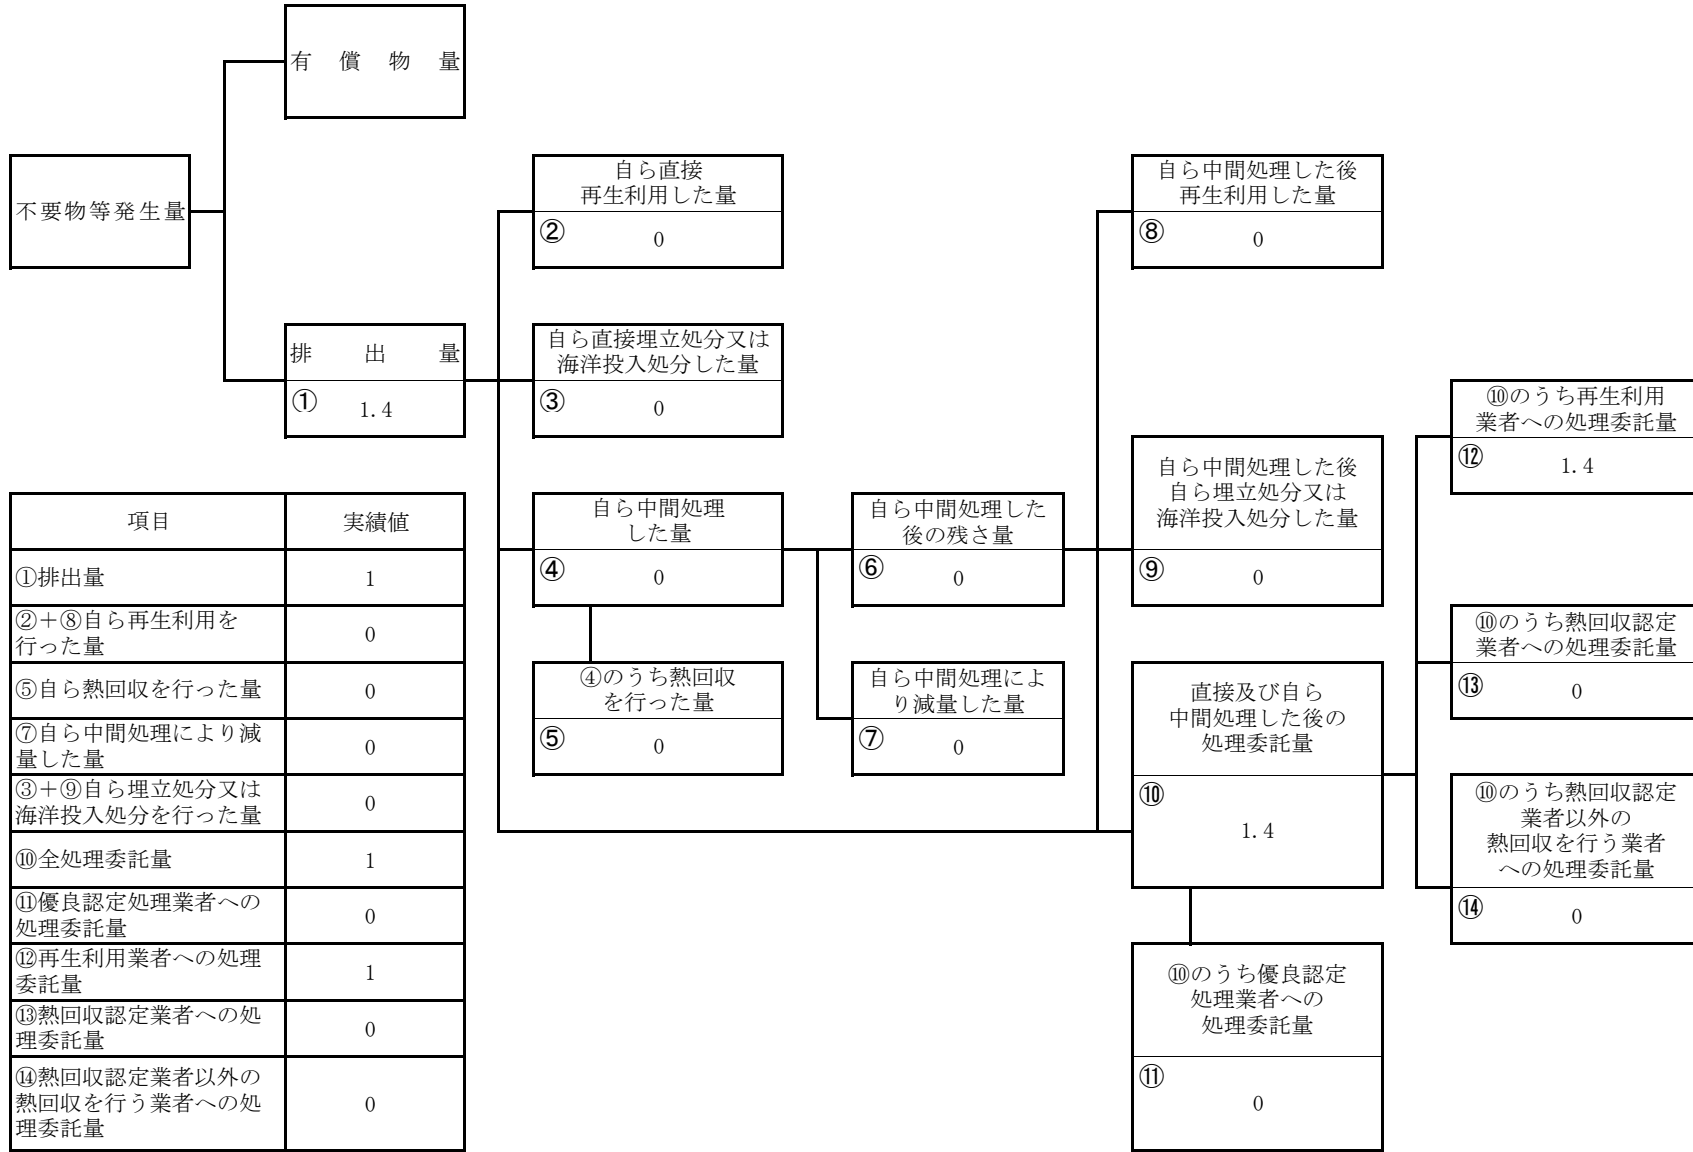 有償物量
不要物等発生量
排出量
① 1.4
自ら直接
再生利用した量
② 0
自ら直接埋立処分又は
海洋投入処分した量
③ 0
自ら中間処理
した量
④ 0
④のうち熱回収
を行った量
⑤ 0
自ら中間処理した
後の残さ量
⑥ 0
自ら中間処理によ
り減量した量
⑦ 0
自ら中間処理した後
再生利用した量
⑧ 0
自ら中間処理した後
自ら埋立処分又は
海洋投入処分した量
⑨ 0
直接及び自ら
中間処理した後の
処理委託量
⑩
1.4
⑩のうち優良認定
処理業者への
処理委託量
⑪
0
⑩のうち再生利用
業者への処理委託量
⑫ 1.4
⑩のうち熱回収認定
業者への処理委託量
⑬ 0
⑩のうち熱回収認定
業者以外の
熱回収を行う業者
への処理委託量
⑭ 0
項目 実績値
①排出量 1
②＋⑧自ら再生利用を
行った量 0
⑤自ら熱回収を行った量 0
⑦自ら中間処理により減
量した量 0
③＋⑨自ら埋立処分又は
海洋投入処分を行った量 0
⑩全処理委託量 1
⑪優良認定処理業者への
処理委託量 0
⑫再生利用業者への処理
委託量 1
⑬熱回収認定業者への処
理委託量 0
⑭熱回収認定業者以外の
熱回収を行う業者への処
理委託量 0